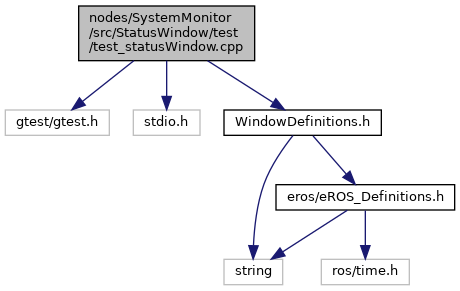 nodes/SystemMonitor
/src/StatusWindow/test
/test_statusWindow.cpp
gtest/gtest.h
stdio.h
WindowDefinitions.h
eros/eROS_Definitions.h
string
ros/time.h